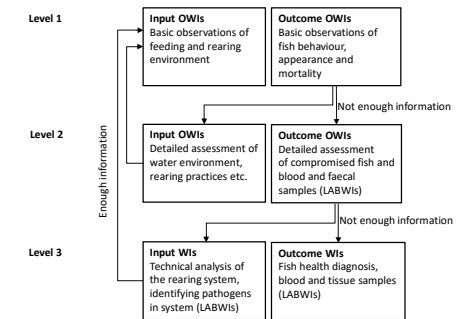 Level 1
Input OWIs
Basic observations of
feeding and rearing
environment
Outcome OWIs
Basic observations of
fish behaviour,
appearance and
mortality
Not enough information
Level 2
Input OWIs
Detailed assessment of
water environment,
rearing practices etc.
Outcome OWIs
Detailed assessment
of compromised fish and
blood and faecal
samples (LABWIs)
Enough information
Not enough information
Level 3
Input WIs
Technical analysis of
the rearing system,
identifying pathogens
in system (LABWIs)
Outcome WIs
Fish health diagnosis,
blood and tissue samples
(LABWIs)